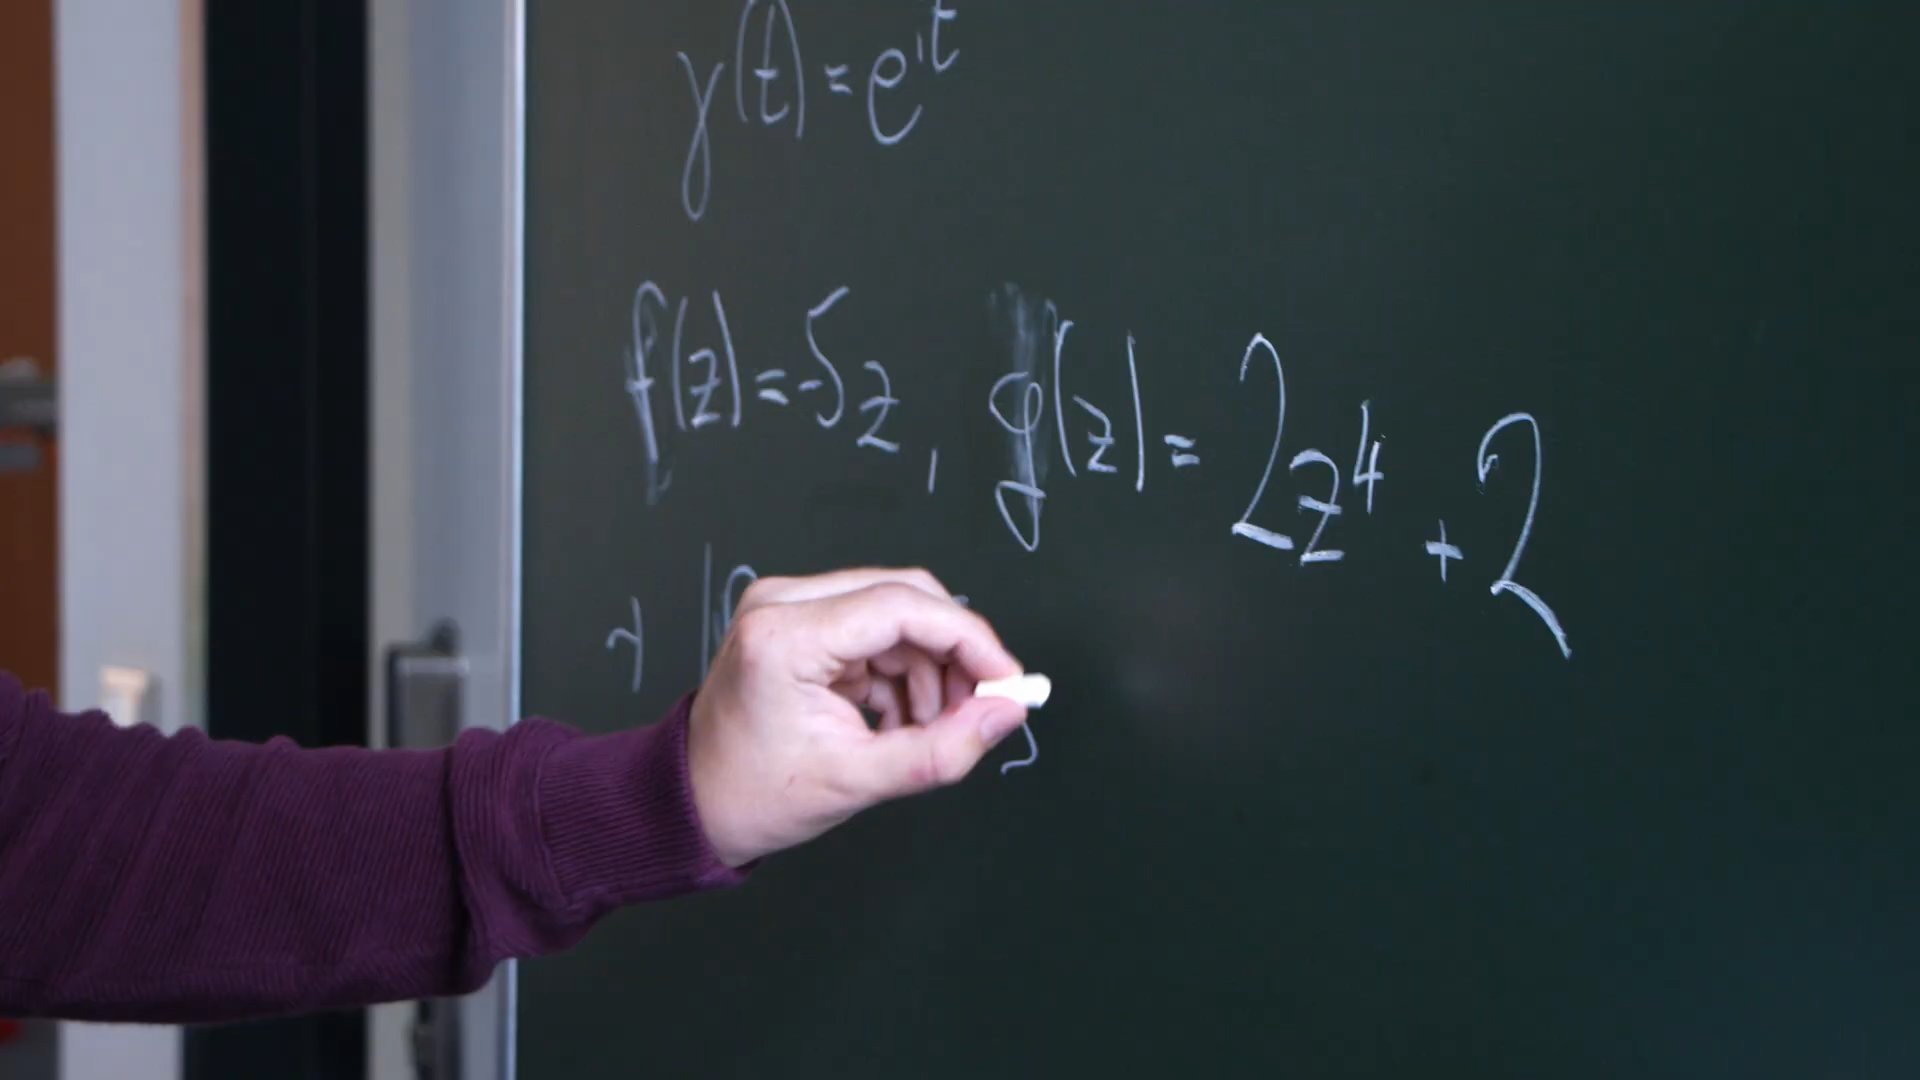 γ(t) = e^{it}
f(z) = -5z, g(z) = 2z⁴ + 2